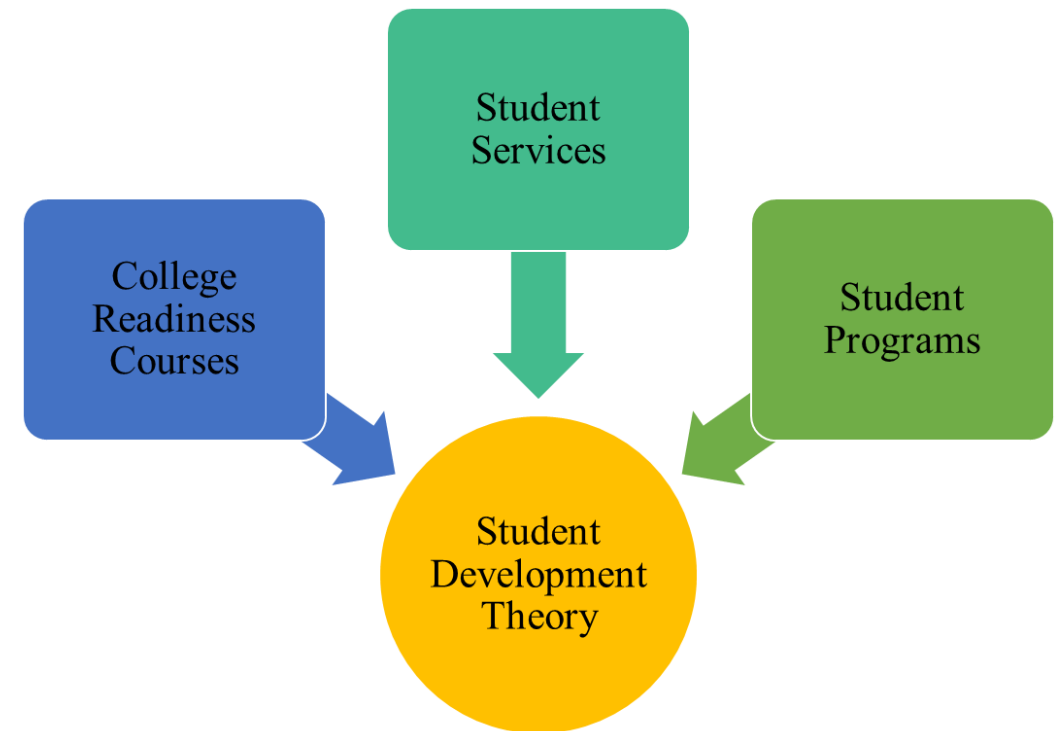 Student
Services
College
Readiness
Courses
Student
Programs
Student
Development
Theory